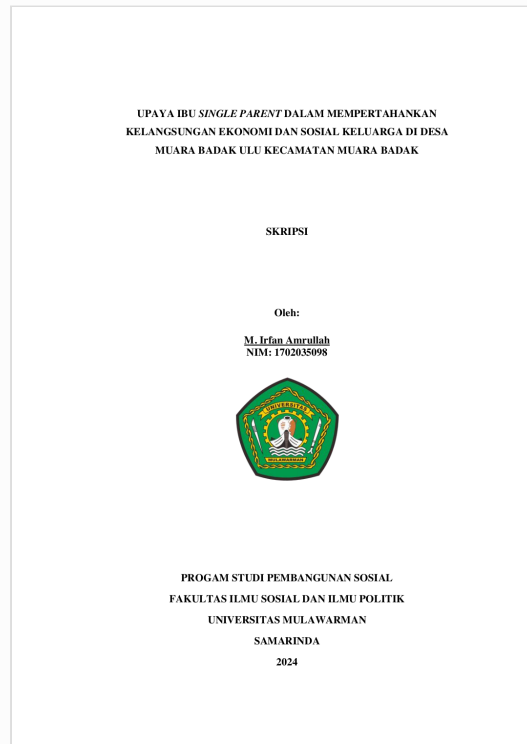 UPAYA IBU SINGLE PARENT DALAM MEMPERTAHANKAN
KELANGSUNGAN EKONOMI DAN SOSIAL KELUARGA DI DESA
MUARA BADAK ULU KECAMATAN MUARA BADAK
SKRIPSI
Oleh:
M. Irfan Amrullah
NIM: 1702035098
UNIVERSITAS
MULAWARMAN
PROGAM STUDI PEMBANGUNAN SOSIAL
FAKULTAS ILMU SOSIAL DAN ILMU POLITIK
UNIVERSITAS MULAWARMAN
SAMARINDA
2024